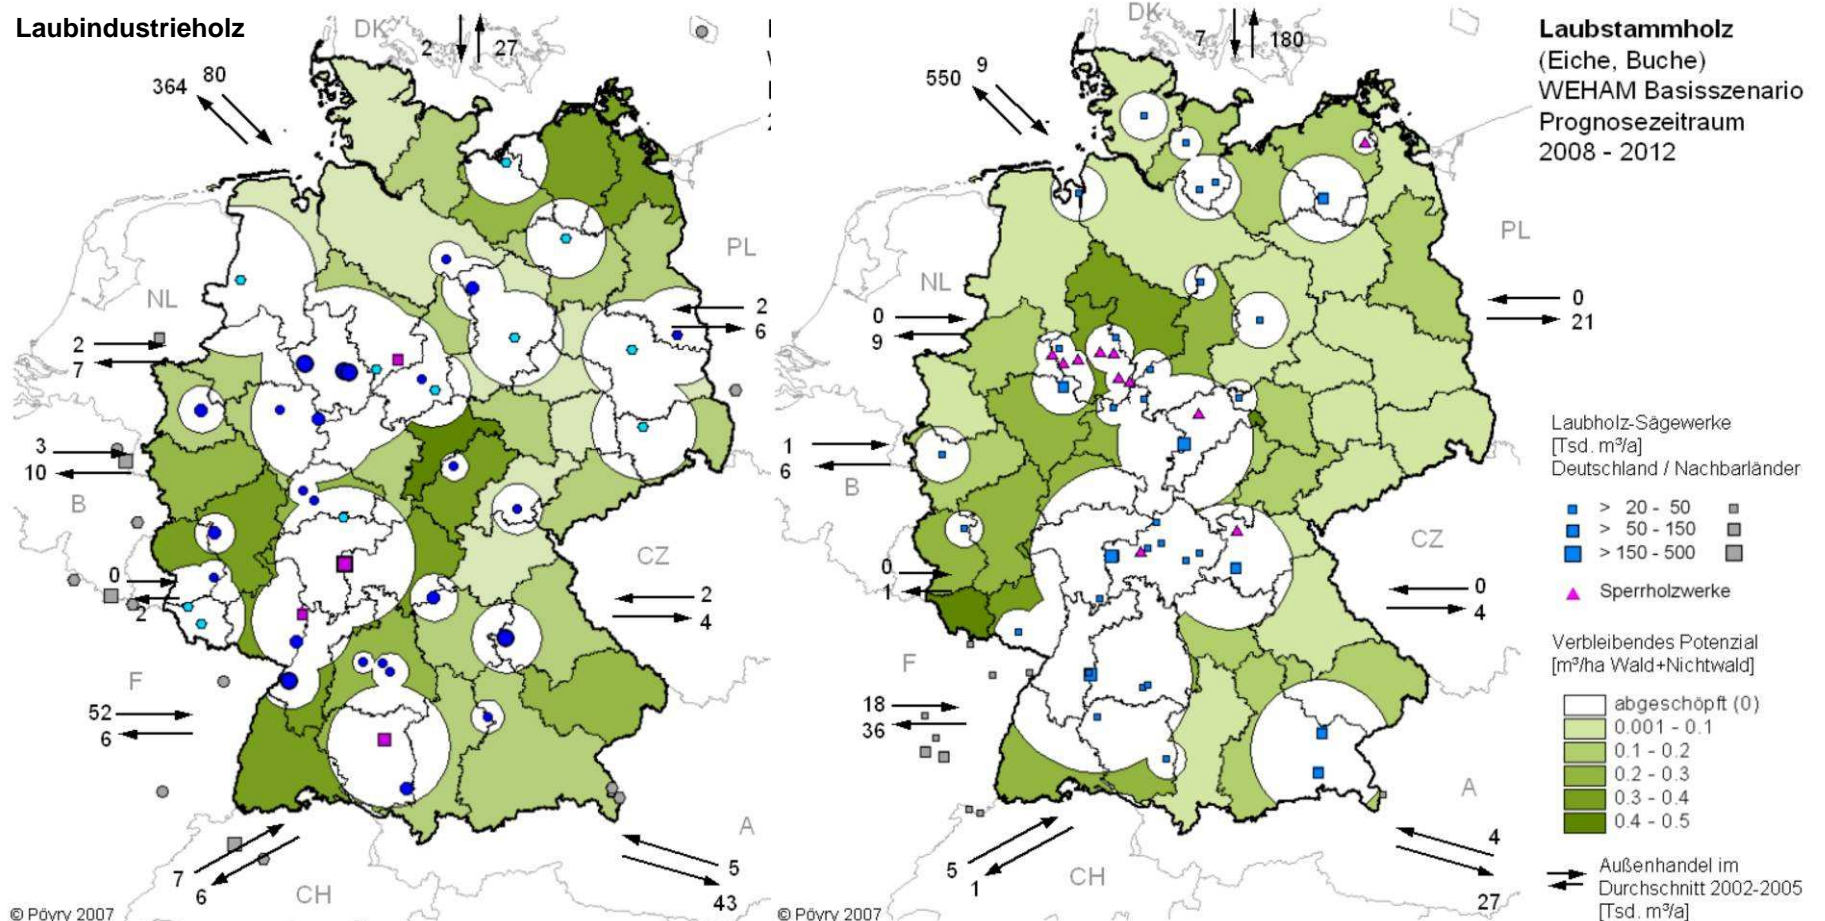 Laubindustrieholz
DK
2
27
80
364
PL
NL
2
6
2
7
3
10
B
CZ
0
2
2
4
F
52
6
A
7
6
5
43
CH
© Pöyry 2007
DK
7
180
9
550
PL
NL
0
21
0
9
1
6
B
CZ
0
1
0
4
F
18
36
A
5
1
4
27
CH
© Pöyry 2007
Laubstammholz
(Eiche, Buche)
WEHAM Basisszenario
Prognosezeitraum
2008 - 2012
Laubholz-Sägewerke
[Tsd. m³/a]
Deutschland / Nachbarländer
> 20 - 50
> 50 - 150
> 150 - 500
Sperrholzwerke
Verbleibendes Potenzial
[m³/ha Wald+Nichtwald]
abgeschöpft (0)
0.001 - 0.1
0.1 - 0.2
0.2 - 0.3
0.3 - 0.4
0.4 - 0.5
Außenhandel im
Durchschnitt 2002-2005
[Tsd. m³/a]